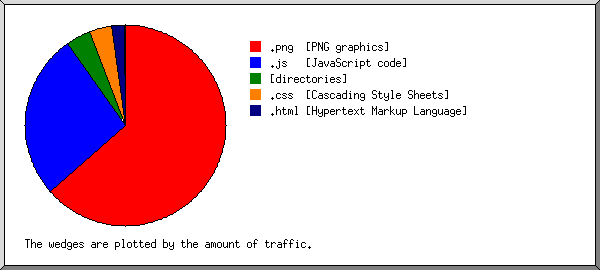 .png [PNG graphics]
.js [JavaScript code]
[directories]
.css [Cascading Style Sheets]
.html [Hypertext Markup Language]
The wedges are plotted by the amount of traffic.